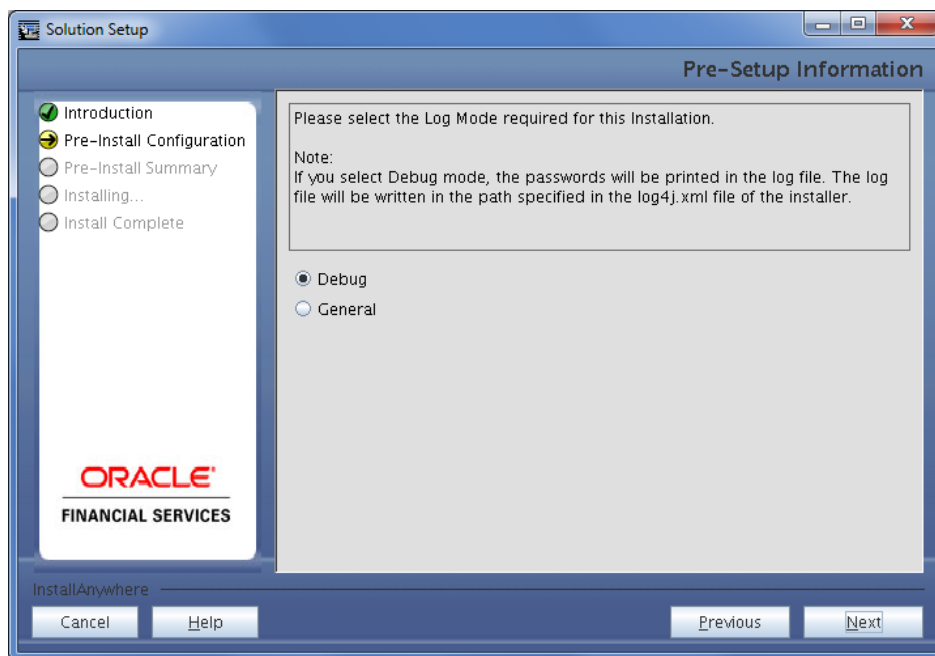 Solution Setup
Pre-Setup Information
Introduction
Pre-Install Configuration
Pre-Install Summary
Installing...
Install Complete
Please select the Log Mode required for this Installation.
Note:
If you select Debug mode, the passwords will be printed in the log file. The log
file will be written in the path specified in the log4j.xml file of the installer.
Debug
General
ORACLE
FINANCIAL SERVICES
InstallAnywhere
Cancel
Help
Previous
Next